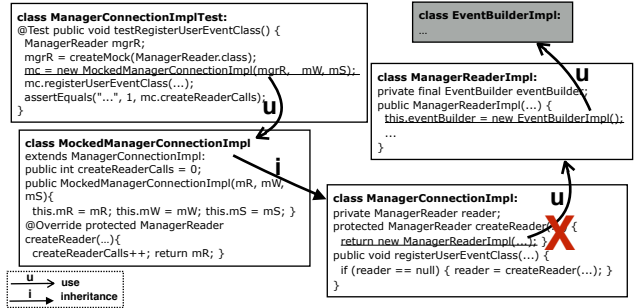 class ManagerConnectionImplTest:
@Test public void testRegisterUserEventClass() {
ManagerReader mgrR;
mgrR = createMock(ManagerReader.class);
mc = new MockedManagerConnectionImpl(mgrR, mW, mS);
mc.registerUserEventClass(...);
assertEquals("...", 1, mc.createReaderCalls);
}
u
class MockedManagerConnectionImpl
extends ManagerConnectionImpl:
public int createReaderCalls = 0;
public MockedManagerConnectionImpl(mR, mW,
mS){
this.mR = mR; this.mW = mW; this.mS = mS; }
@Override protected ManagerReader
createReader(...){
createReaderCalls++; return mR; }
i
class EventBuilderImpl:
...
u
class ManagerReaderImpl:
private final EventBuilder eventBuilder;
public ManagerReaderImpl(...) {
this.eventBuilder = new EventBuilderImpl();
...
}
u
class ManagerConnectionImpl:
private ManagerReader reader;
protected ManagerReader createReader( {
X
return new ManagerReaderImpl(...); }
public void registerUserEventClass(...) {
if (reader == null) { reader = createReader(...); }
}
u use
i inheritance